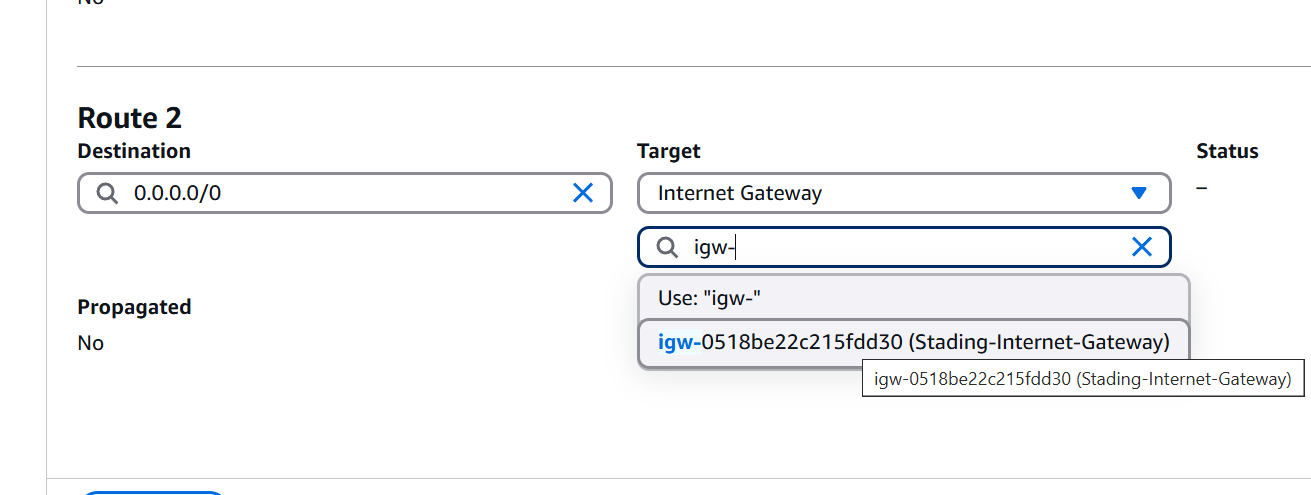 No
Route 2
Destination
Target
Status
0.0.0.0/0
Internet Gateway
–
igw-
Use: "igw-"
Propagated
No
igw-0518be22c215fdd30 (Stading-Internet-Gateway)
igw-0518be22c215fdd30 (Stading-Internet-Gateway)